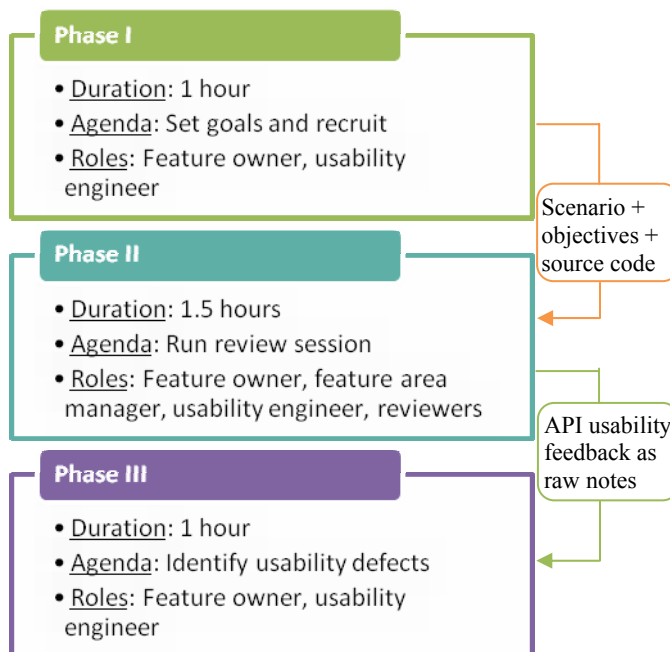 Phase I
• Duration: 1 hour
• Agenda: Set goals and recruit
• Roles: Feature owner, usability
engineer
Scenario +
objectives +
source code
Phase II
• Duration: 1.5 hours
• Agenda: Run review session
• Roles: Feature owner, feature area
manager, usability engineer, reviewers
API usability
feedback as
raw notes
Phase III
• Duration: 1 hour
• Agenda: Identify usability defects
• Roles: Feature owner, usability
engineer